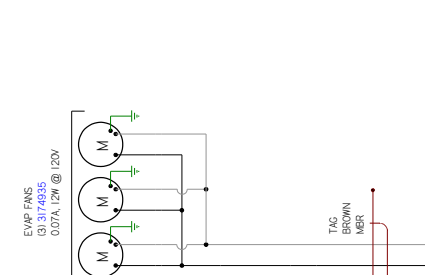 EVAP FANS
(3) 3174935
0.07A, 12W @ 120V
M
M
M
TAG
BROWN
MBR